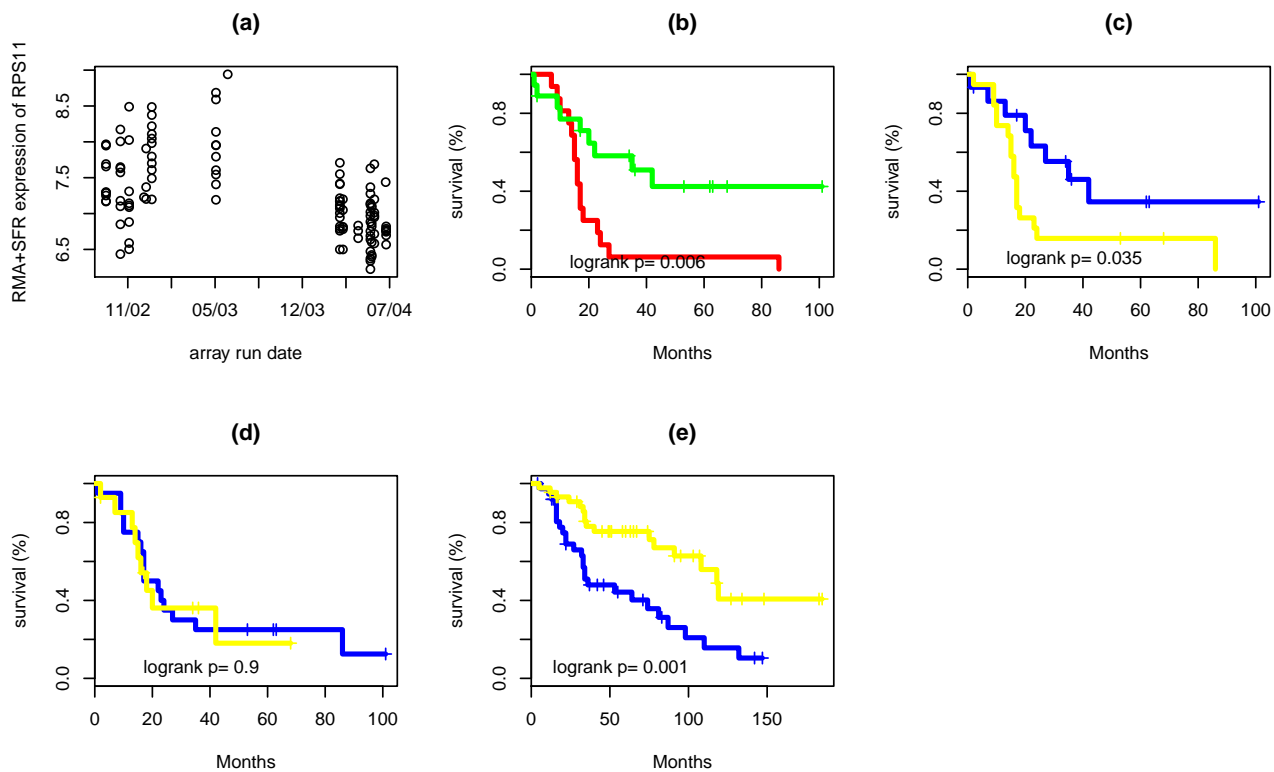 (a)
RMA+SFR expression of RPS11
8.5
7.5
6.5
11/02
05/03
12/03
07/04
array run date
(b)
survival (%)
0.8
0.4
0.0
logrank p= 0.006
0 20 40 60 80 100
Months
(c)
survival (%)
0.8
0.4
0.0
logrank p= 0.035
0 20 40 60 80 100
Months
(d)
survival (%)
0.8
0.4
0.0
logrank p= 0.9
0 20 40 60 80 100
Months
(e)
survival (%)
0.8
0.4
0.0
logrank p= 0.001
0 50 100 150
Months